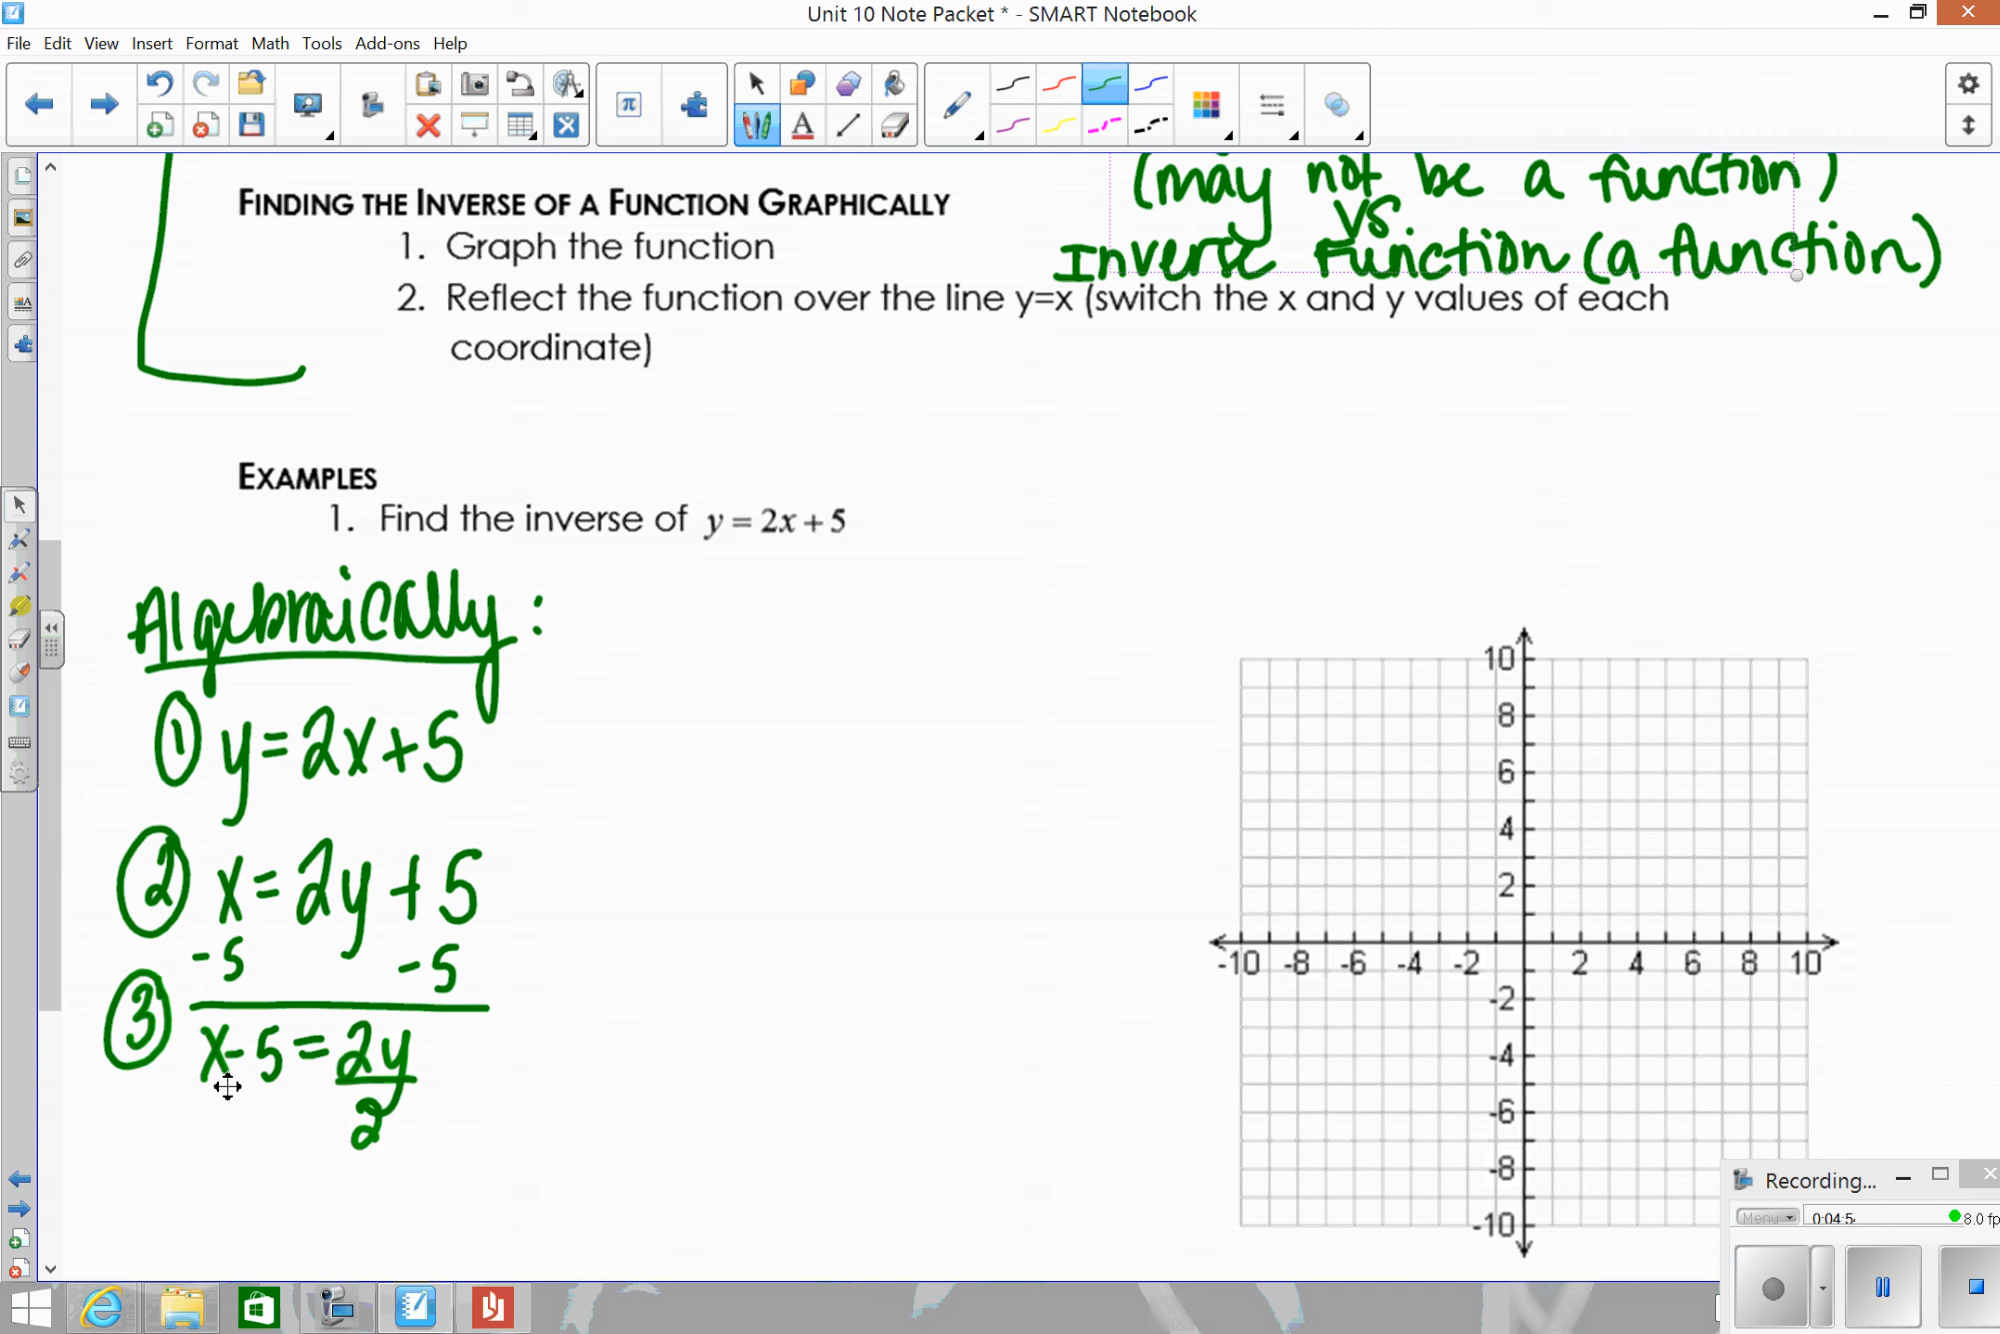 Unit 10 Note Packet * - SMART Notebook
File Edit View Insert Format Math Tools Add-ons Help
(may not be a function)
vs
Inverse Function (a function)
FINDING THE INVERSE OF A FUNCTION GRAPHICALLY
1. Graph the function
2. Reflect the function over the line y=x (switch the x and y values of each
coordinate)
EXAMPLES
1. Find the inverse of y = 2x + 5
Algebraically:
① y = 2x + 5
② x = 2y + 5
-5 -5
③ x - 5 = 2y
2
10
8
6
4
2
-10 -8 -6 -4 -2 2 4 6 8 10
-2
-4
-6
-8
-10
Recording...
Menu 0:04:5 8.0 fp